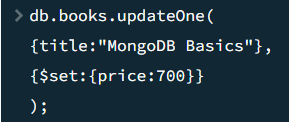 > db.books.updateOne(
{title:"MongoDB Basics"},
{$set:{price:700}}
);